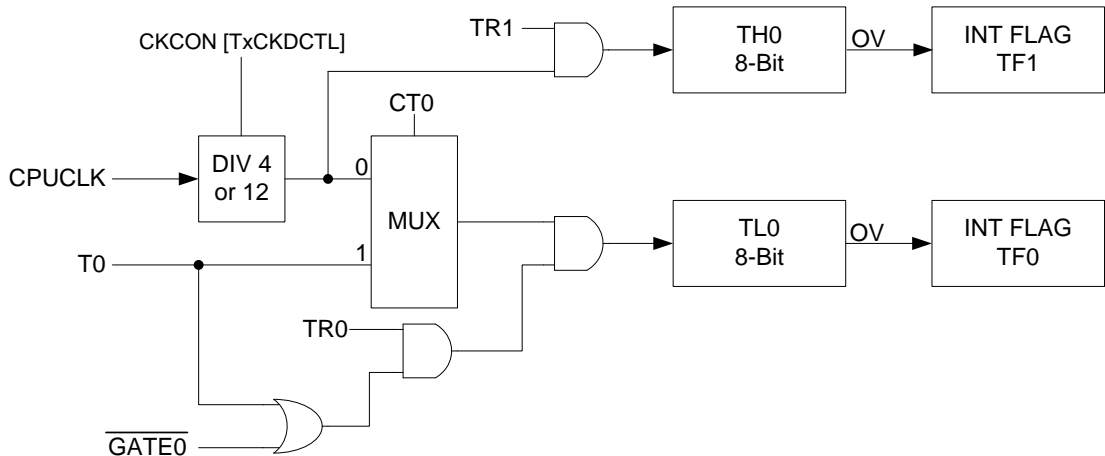 CKCON [TxCKDCTL]
TR1
TH0
8-Bit
OV
INT FLAG
TF1
CT0
CPUCLK
DIV 4
or 12
0
MUX
1
T0
TL0
8-Bit
OV
INT FLAG
TF0
TR0
GATE0